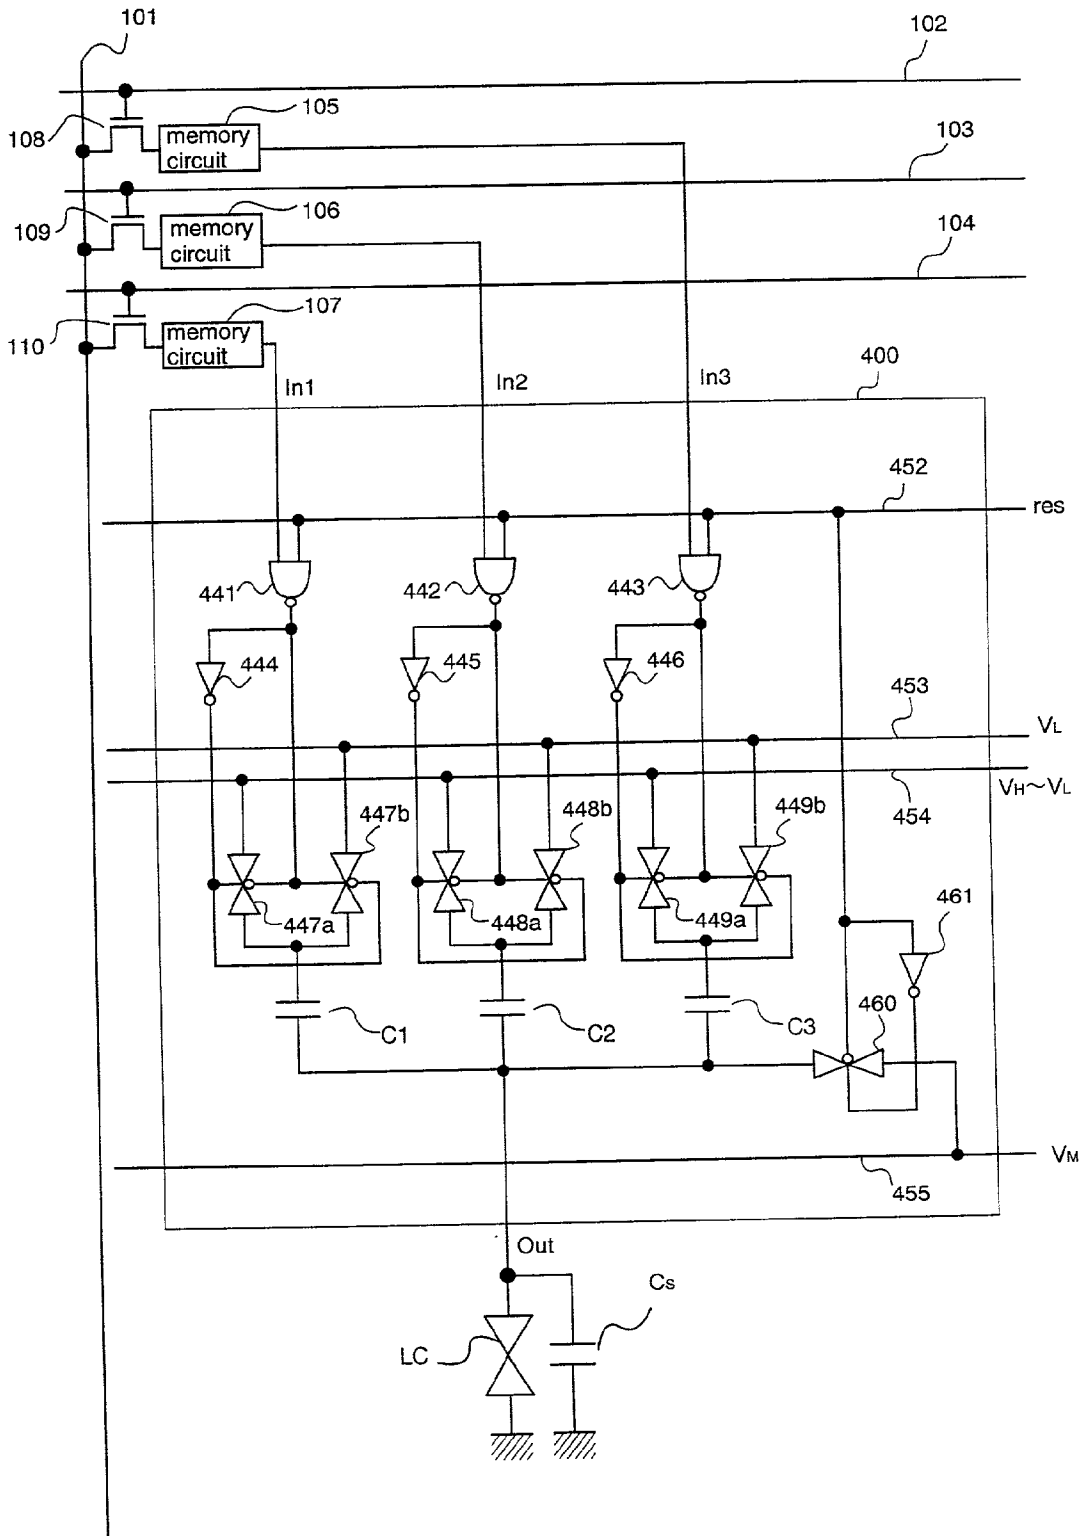 101
102
105
108
memory
circuit
103
106
109
memory
circuit
104
107
110
memory
circuit
In1
In2
In3
400
452
res
441
442
443
444
445
446
453
VL
VH~VL
454
447b
448b
449b
447a
448a
449a
461
460
C1
C2
C3
VM
455
Out
Cs
LC